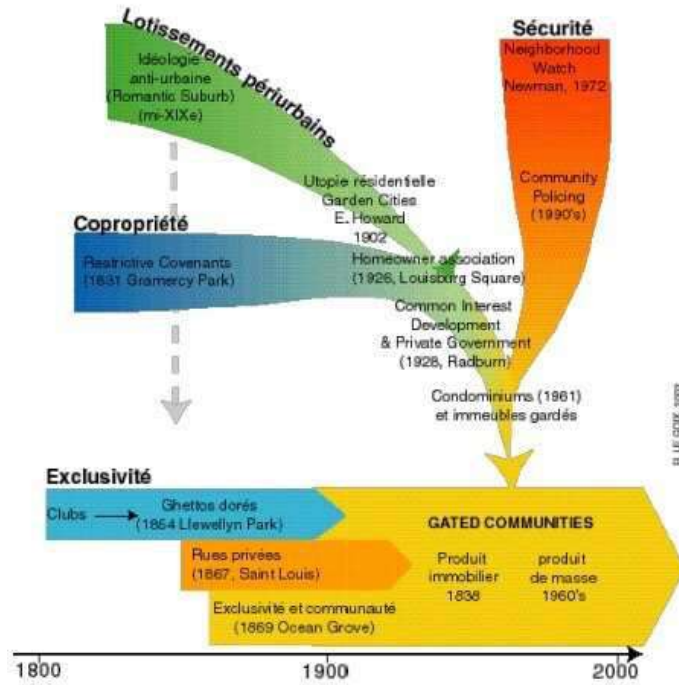 Lotissements périurbains
Idéologie
anti-urbaine
(Romantic Suburb)
(mi-XIXe)
Sécurité
Neighborhood
Watch
Newman, 1972
Community
Policing
(1990's)
Utopie résidentielle
Garden Cities
E. Howard
1902
Copropriété
Restrictive Covenants
(1831 Gramercy Park)
Homeowner association
(1926, Louisburg Square)
Common Interest
Development
& Private Government
(1928, Radburn)
Condominiums (1961)
et immeubles gardés
LE GOIX
Exclusivité
Clubs
Ghettos dorés
(1854 Llewellyn Park)
Rues privées
(1867, Saint Louis)
Exclusivité et communauté
(1869 Ocean Grove)
GATED COMMUNITIES
Produit
immobilier
1838
produit
de masse
1960's
1800
1900
2000